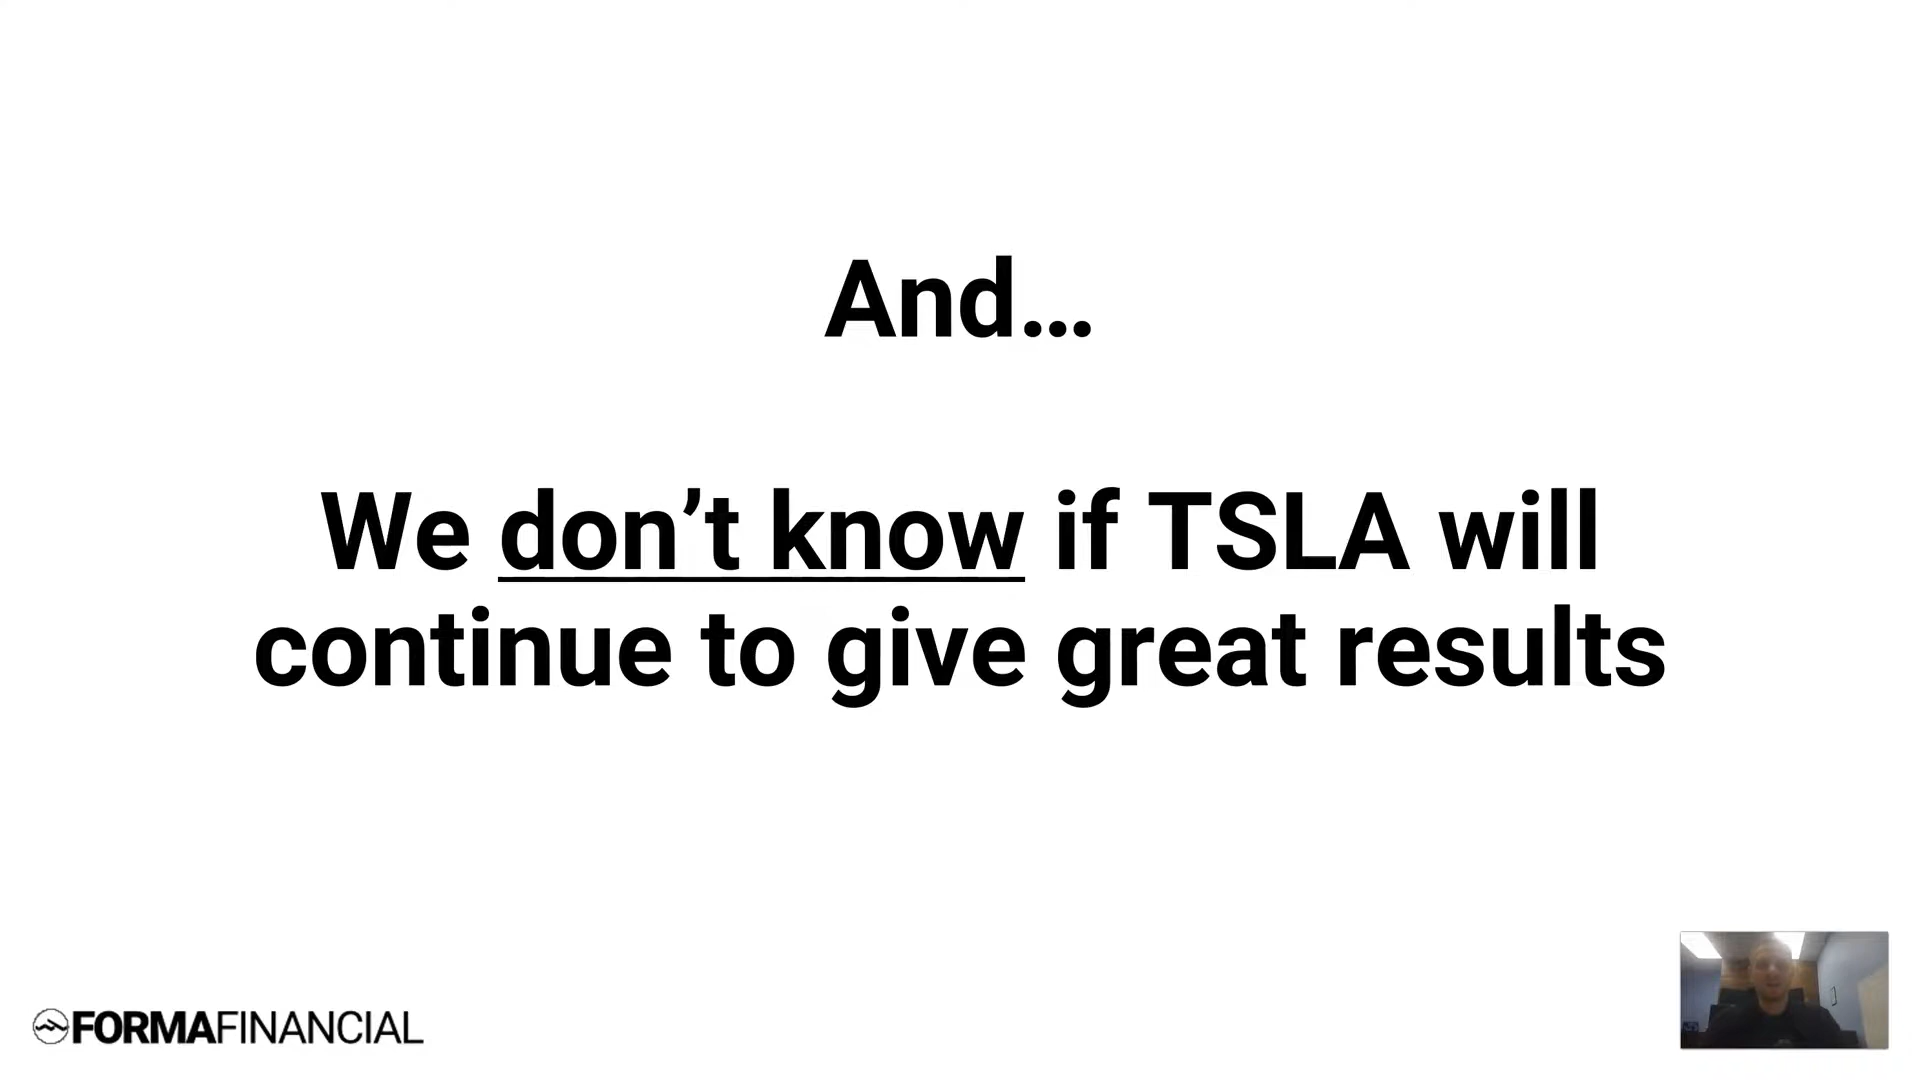 And…
We don’t know if TSLA will
continue to give great results
FORMAFINANCIAL